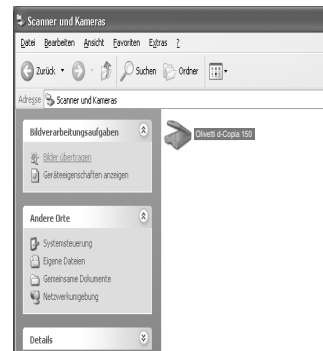 Scanner und Kameras
Datei Bearbeiten Ansicht Favoriten Extras ?
Zurück Suchen Ordner
Adresse Scanner und Kameras
Bildverarbeitungsaufgaben
Bilder übertragen
Geräteeigenschaften anzeigen
Andere Orte
Systemsteuerung
Eigene Dateien
Gemeinsame Dokumente
Netzwerkumgebung
Details
Olivetti d-Copia 150